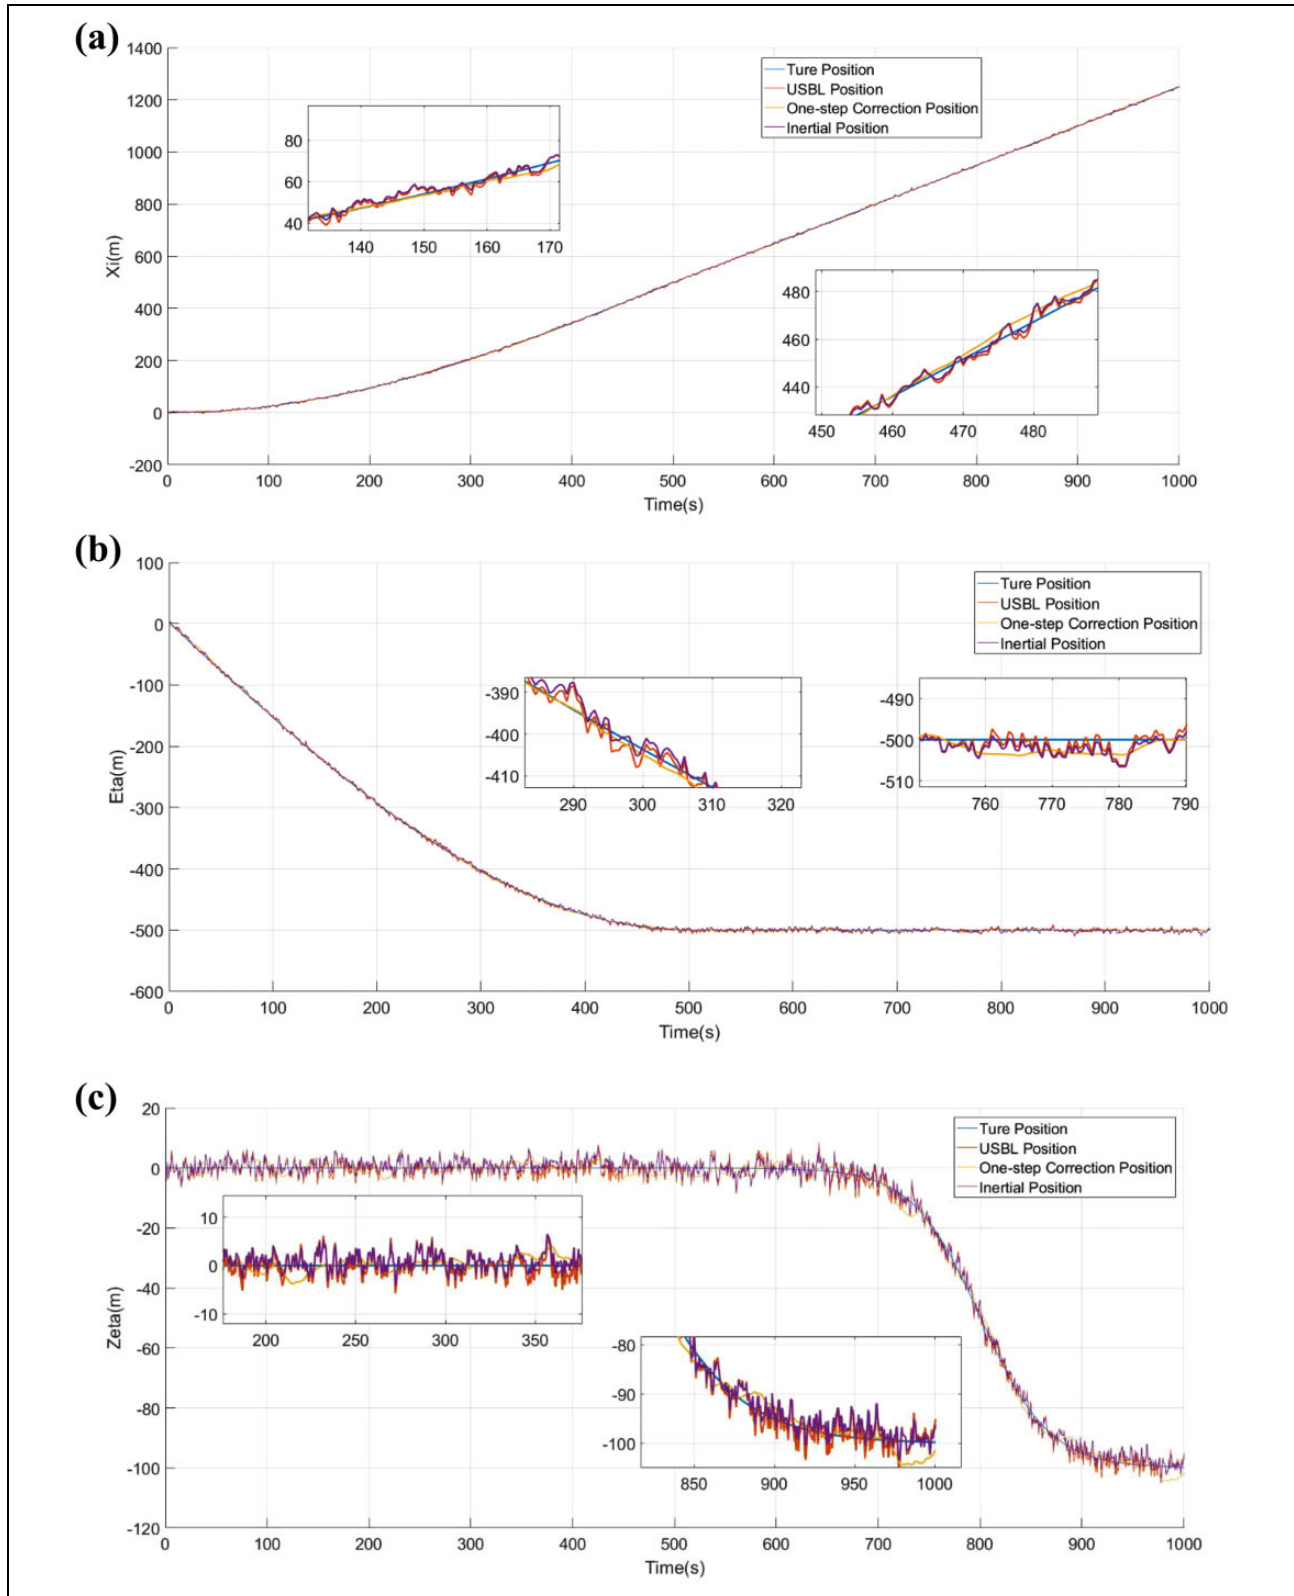 (a)
1400
1200
1000
800
600
400
200
0
-200
Xi(m)
Ture Position
USBL Position
One-step Correction Position
Inertial Position
80
60
40
140 150 160 170
480
460
440
450 460 470 480
0 100 200 300 400 500 600 700 800 900 1000
Time(s)
(b)
100
0
-100
-200
-300
-400
-500
-600
Eta(m)
Ture Position
USBL Position
One-step Correction Position
Inertial Position
-390
-400
-410
290 300 310 320
-490
-500
-510
760 770 780 790
0 100 200 300 400 500 600 700 800 900 1000
Time(s)
(c)
20
0
-20
-40
-60
-80
-100
-120
Zeta(m)
Ture Position
USBL Position
One-step Correction Position
Inertial Position
10
0
-10
200 250 300 350
-80
-90
-100
850 900 950 1000
0 100 200 300 400 500 600 700 800 900 1000
Time(s)